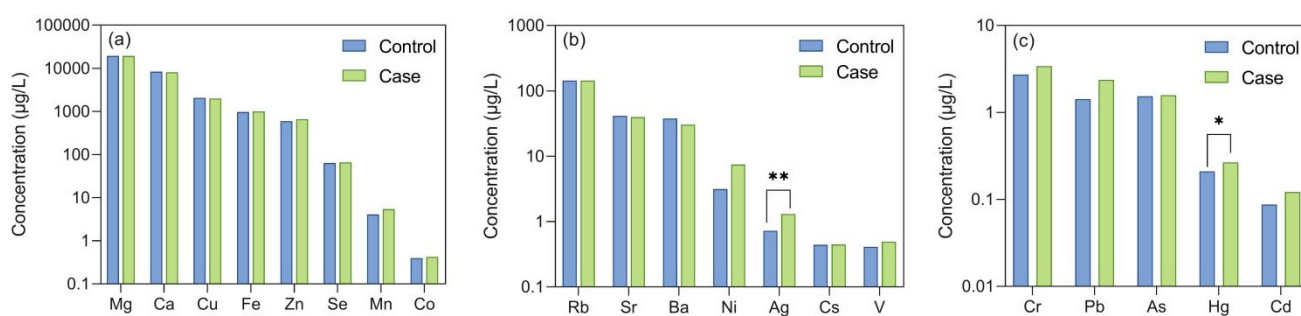 (a)
Control
Case
Concentration (µg/L)
100000
10000
1000
100
10
1
0.1
Mg Ca Cu Fe Zn Se Mn Co
(b)
Control
Case
Concentration (µg/L)
1000
100
10
1
0.1
**
Rb Sr Ba Ni Ag Cs V
(c)
Control
Case
Concentration (µg/L)
10
1
0.1
0.01
*
Cr Pb As Hg Cd